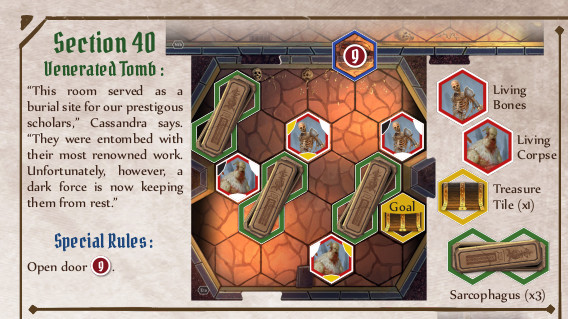 Section 40
Venerated Tomb:
"This room served as a
burial site for our prestigious
scholars," Cassandra says.
"They were entombed with
their most renowned work.
Unfortunately, however, a
dark force is now keeping
them from rest."
Special Rules:
Open door 9.
9
Goal
Living
Bones
Living
Corpse
Treasure
Tile (x1)
Sarcophagus (x3)